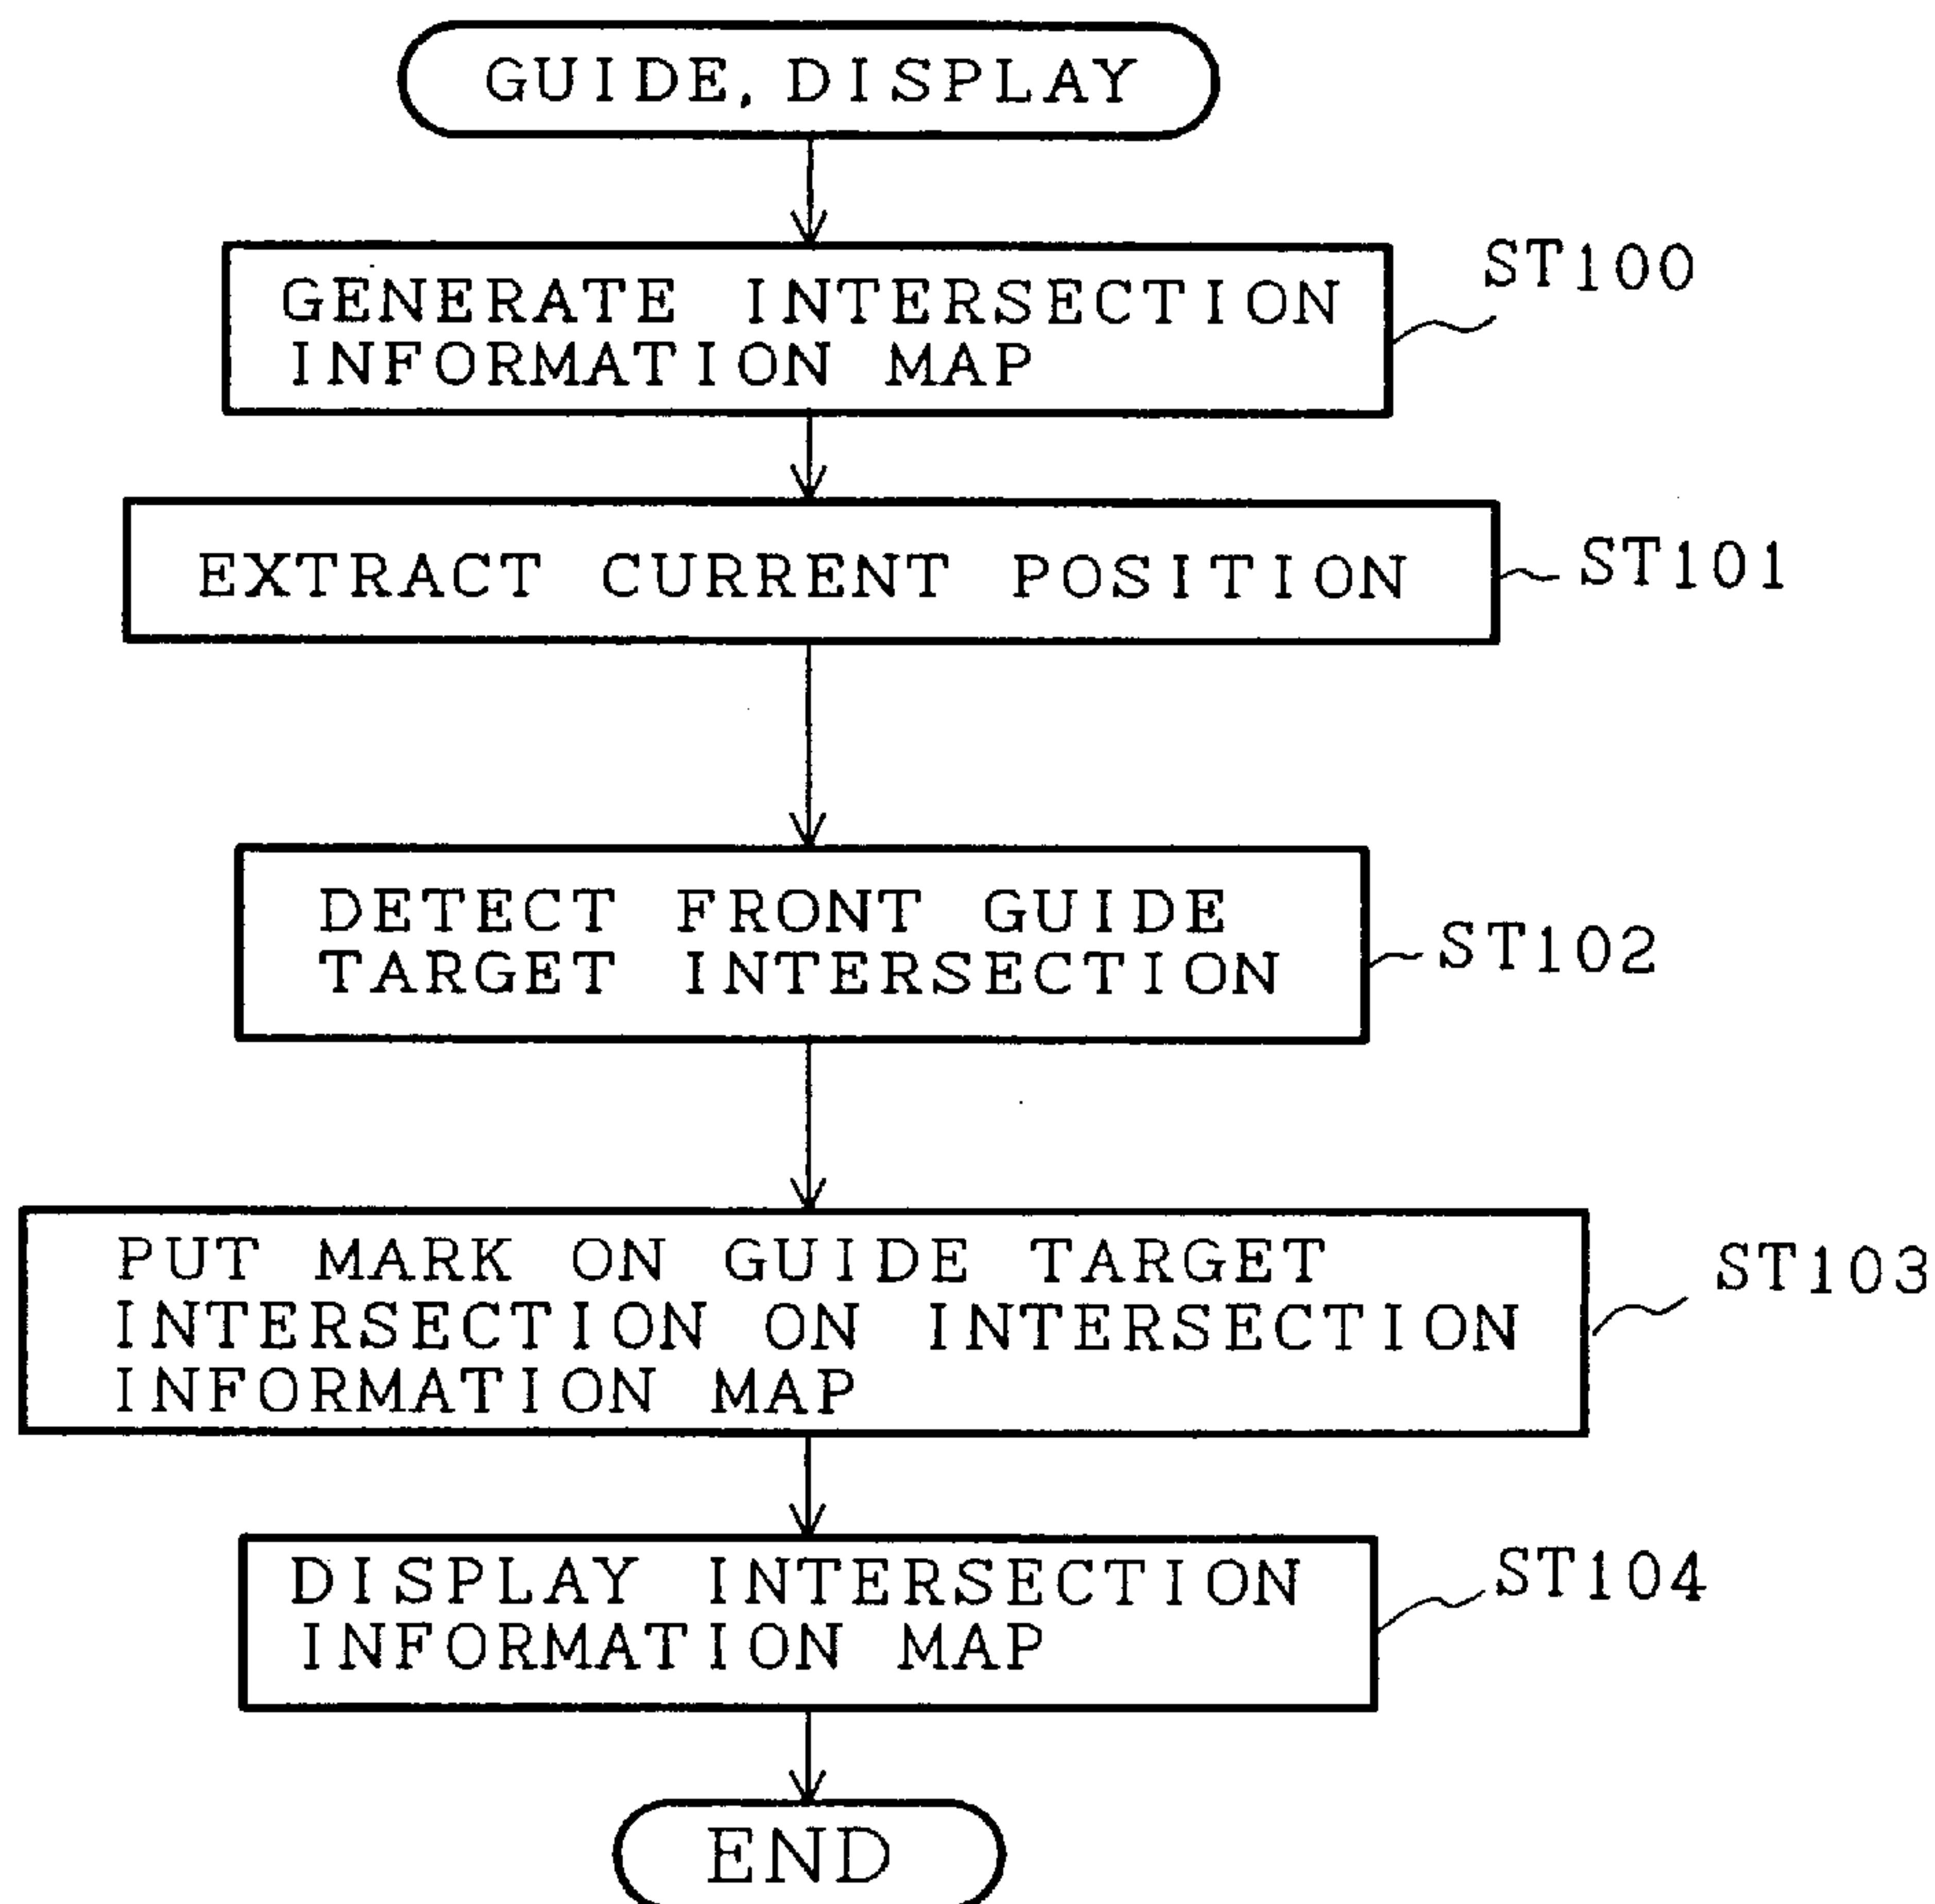 GUIDE, DISPLAY
GENERATE INTERSECTION
INFORMATION MAP
ST100
EXTRACT CURRENT POSITION
ST101
DETECT FRONT GUIDE
TARGET INTERSECTION
ST102
PUT MARK ON GUIDE TARGET
INTERSECTION ON INTERSECTION
INFORMATION MAP
ST103
DISPLAY INTERSECTION
INFORMATION MAP
ST104
END